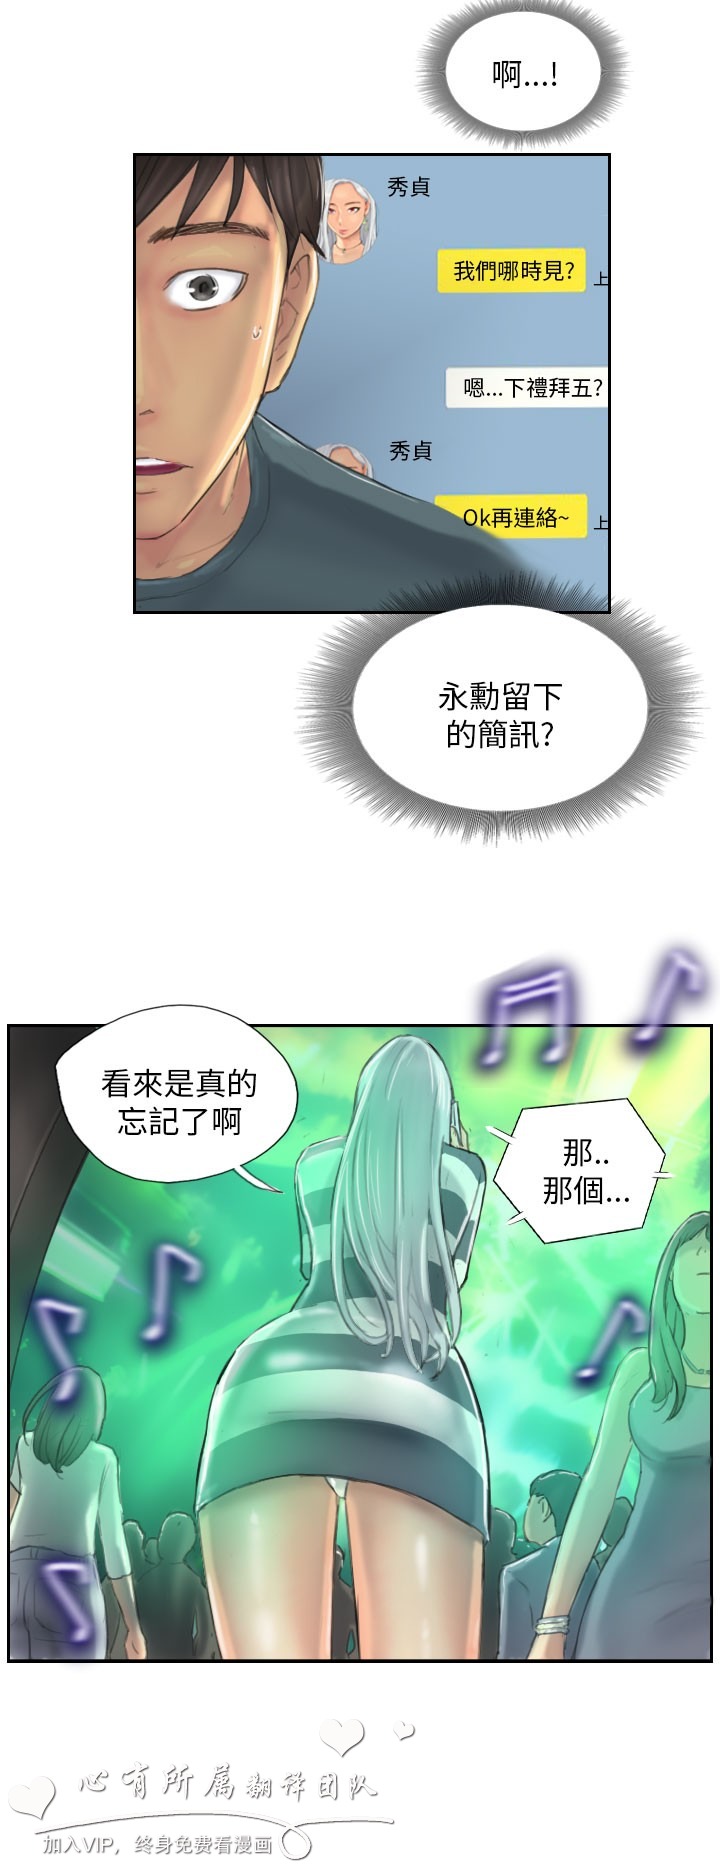 啊...!
秀貞
我們哪時見?
上
嗯...下禮拜五?
秀貞
Ok再連絡~
上
永勳留下
的簡訊?
看來是真的
忘記了啊
那..
那個...
心有所属翻译团队
加入VIP，终身免费看漫画